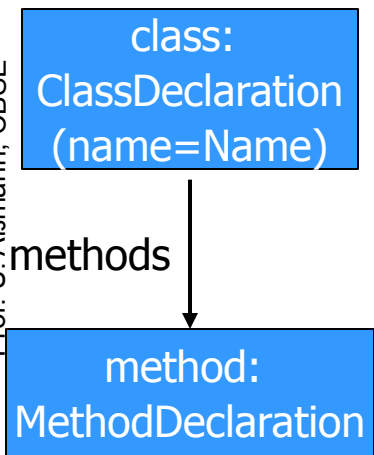 class:
ClassDeclaration
(name=Name)
methods
method:
MethodDeclaration